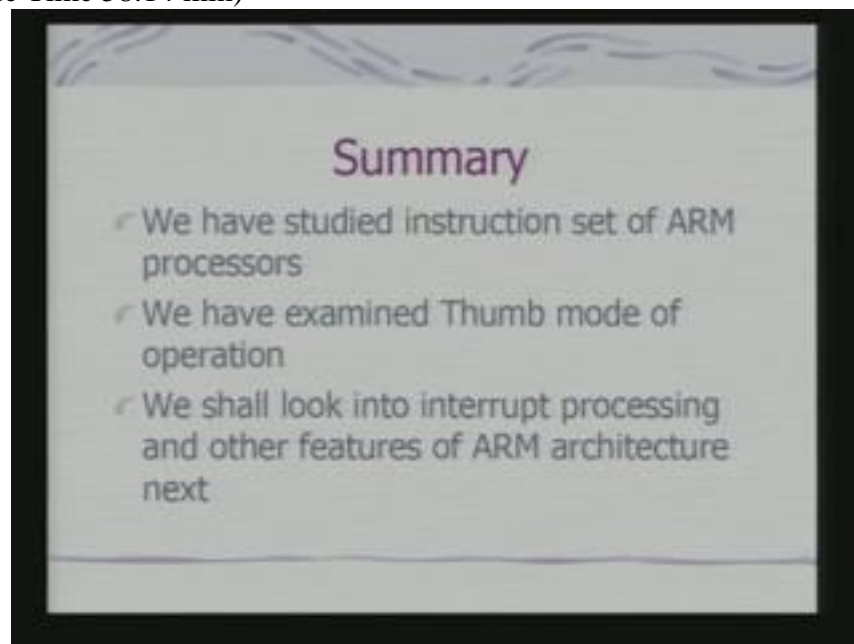 Summary
We have studied instruction set of ARM
processors
We have examined Thumb mode of
operation
We shall look into interrupt processing
and other features of ARM architecture
next